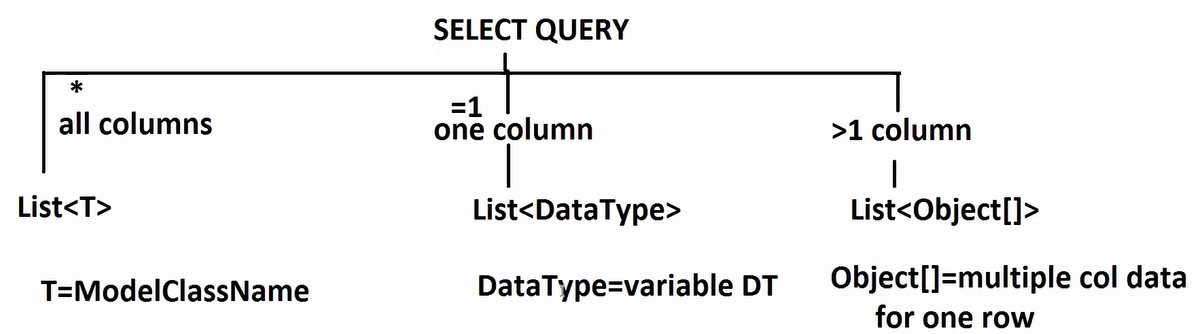 SELECT QUERY
*
all columns
=1
one column
>1 column
List<T>
List<DataType>
List<Object[]>
T=ModelClassName
DataType=variable DT
Object[]=multiple col data
for one row